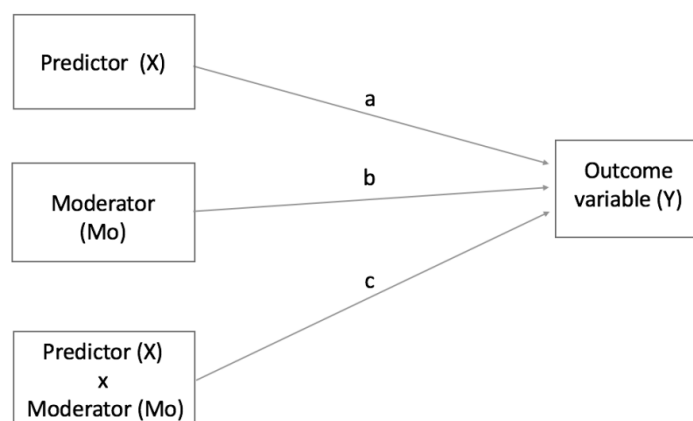 Predictor (X)
a
Moderator
(Mo)
b
Outcome
variable (Y)
c
Predictor (X)
x
Moderator (Mo)